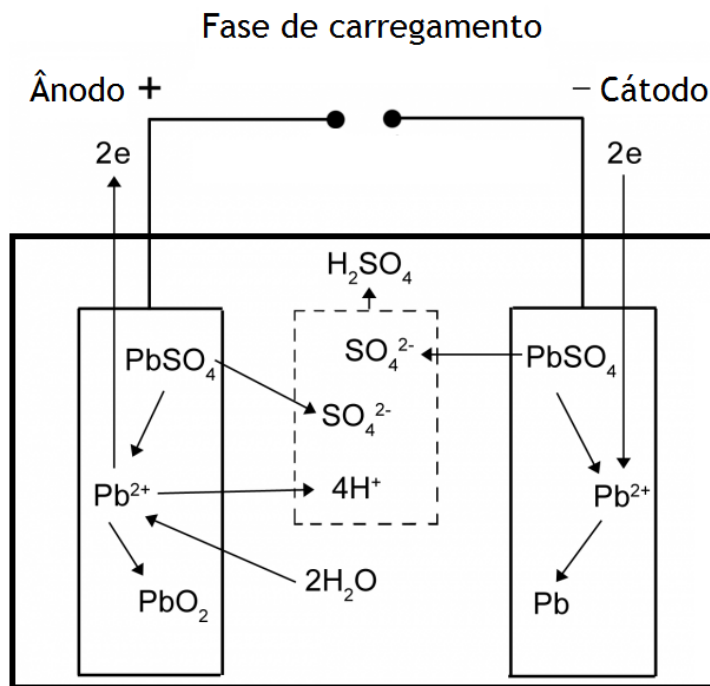 Fase de carregamento
Ânodo + − Cátodo
2e 2e
H₂SO₄
PbSO₄ SO₄²⁻ PbSO₄
SO₄²⁻
Pb²⁺ 4H⁺ Pb²⁺
PbO₂ 2H₂O Pb